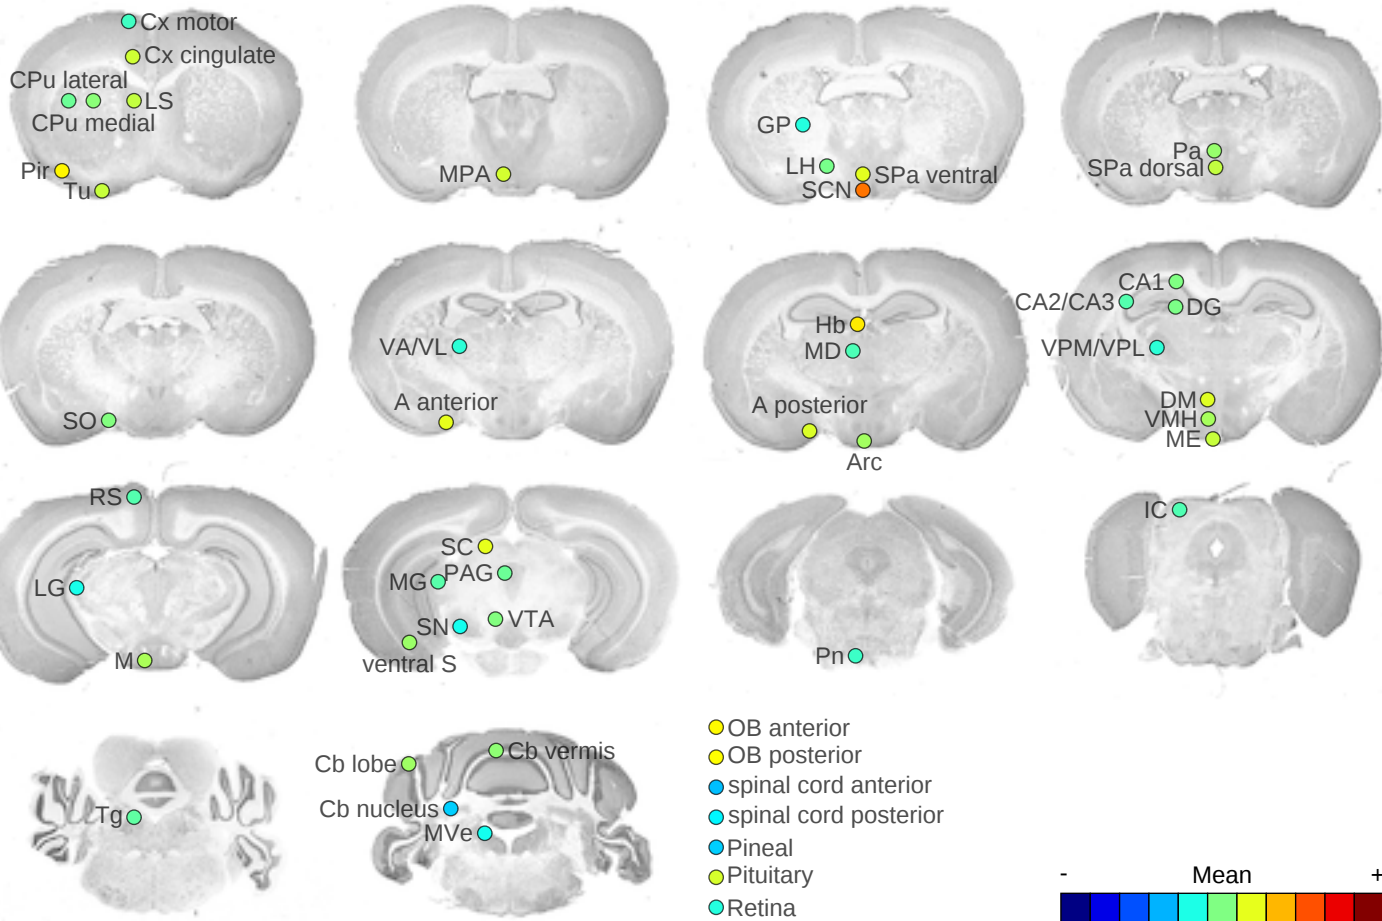 Cx motor
Cx cingulate
CPu lateral
LS
CPu medial
Pir
Tu
MPA
GP
LH
SPa ventral
SCN
Pa
SPa dorsal
SO
VA/VL
A anterior
Hb
MD
A posterior
Arc
CA1
CA2/CA3
DG
VPM/VPL
DM
VMH
ME
RS
LG
M
SC
MG
PAG
SN
VTA
ventral S
Pn
IC
Tg
Cb lobe
Cb vermis
Cb nucleus
MVe
OB anterior
OB posterior
spinal cord anterior
spinal cord posterior
Pineal
Pituitary
Retina
- Mean +